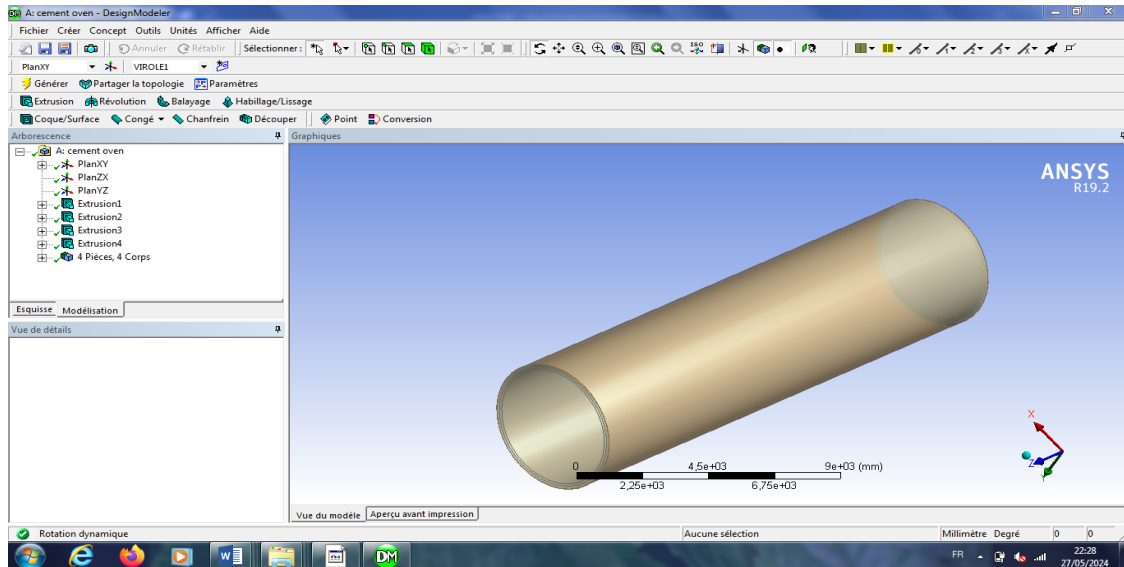 A: cement oven - DesignModeler
Fichier Créer Concept Outils Unités Afficher Aide
Annuler Rétablir Sélectionner: ISO
PlanXY VIROLE1
Générer Partager la topologie Paramètres
Extrusion Révolution Balayage Habillage/Lissage
Coque/Surface Congé Chanfrein Découper Point Conversion
Arborescence
A: cement oven
PlanXY
PlanZX
PlanYZ
Extrusion1
Extrusion2
Extrusion3
Extrusion4
4 Pièces, 4 Corps
Esquisse Modélisation
Vue de détails
Graphiques
ANSYS
R19.2
X
Z
Y
0 4,5e+03 9e+03 (mm)
2,25e+03 6,75e+03
Vue du modèle Aperçu avant impression
Rotation dynamique Aucune sélection Millimètre Degré 0 0
FR 22:28
27/05/2024